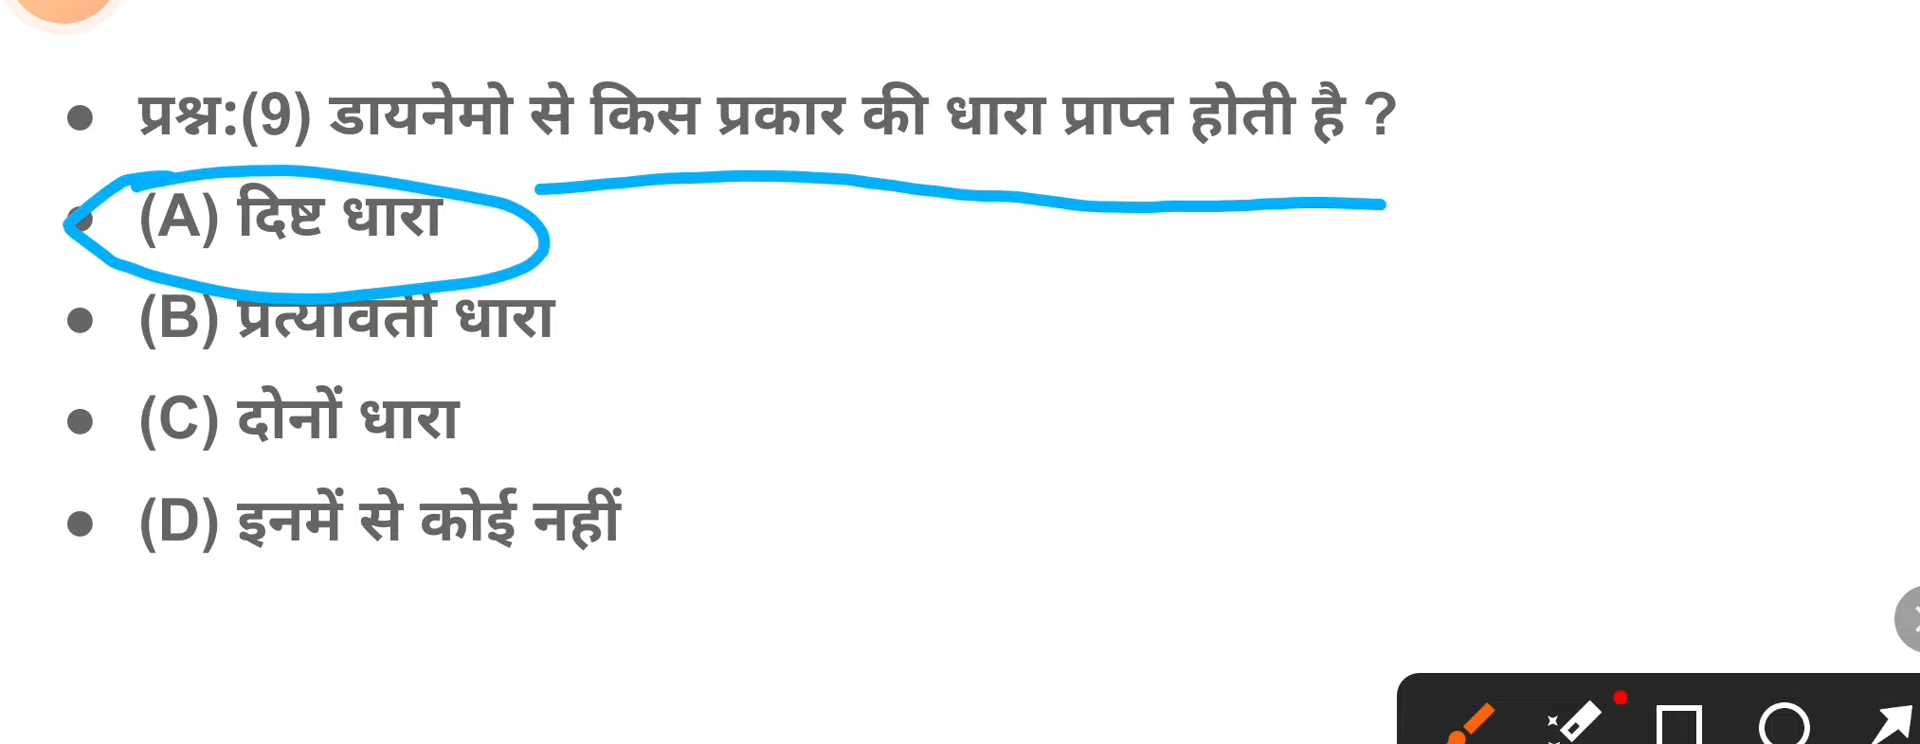 प्रश्न:(9) डायनेमो से किस प्रकार की धारा प्राप्त होती है ?
(A) दिष्ट धारा
(B) प्रत्यावर्ती धारा
(C) दोनों धारा
(D) इनमें से कोई नहीं